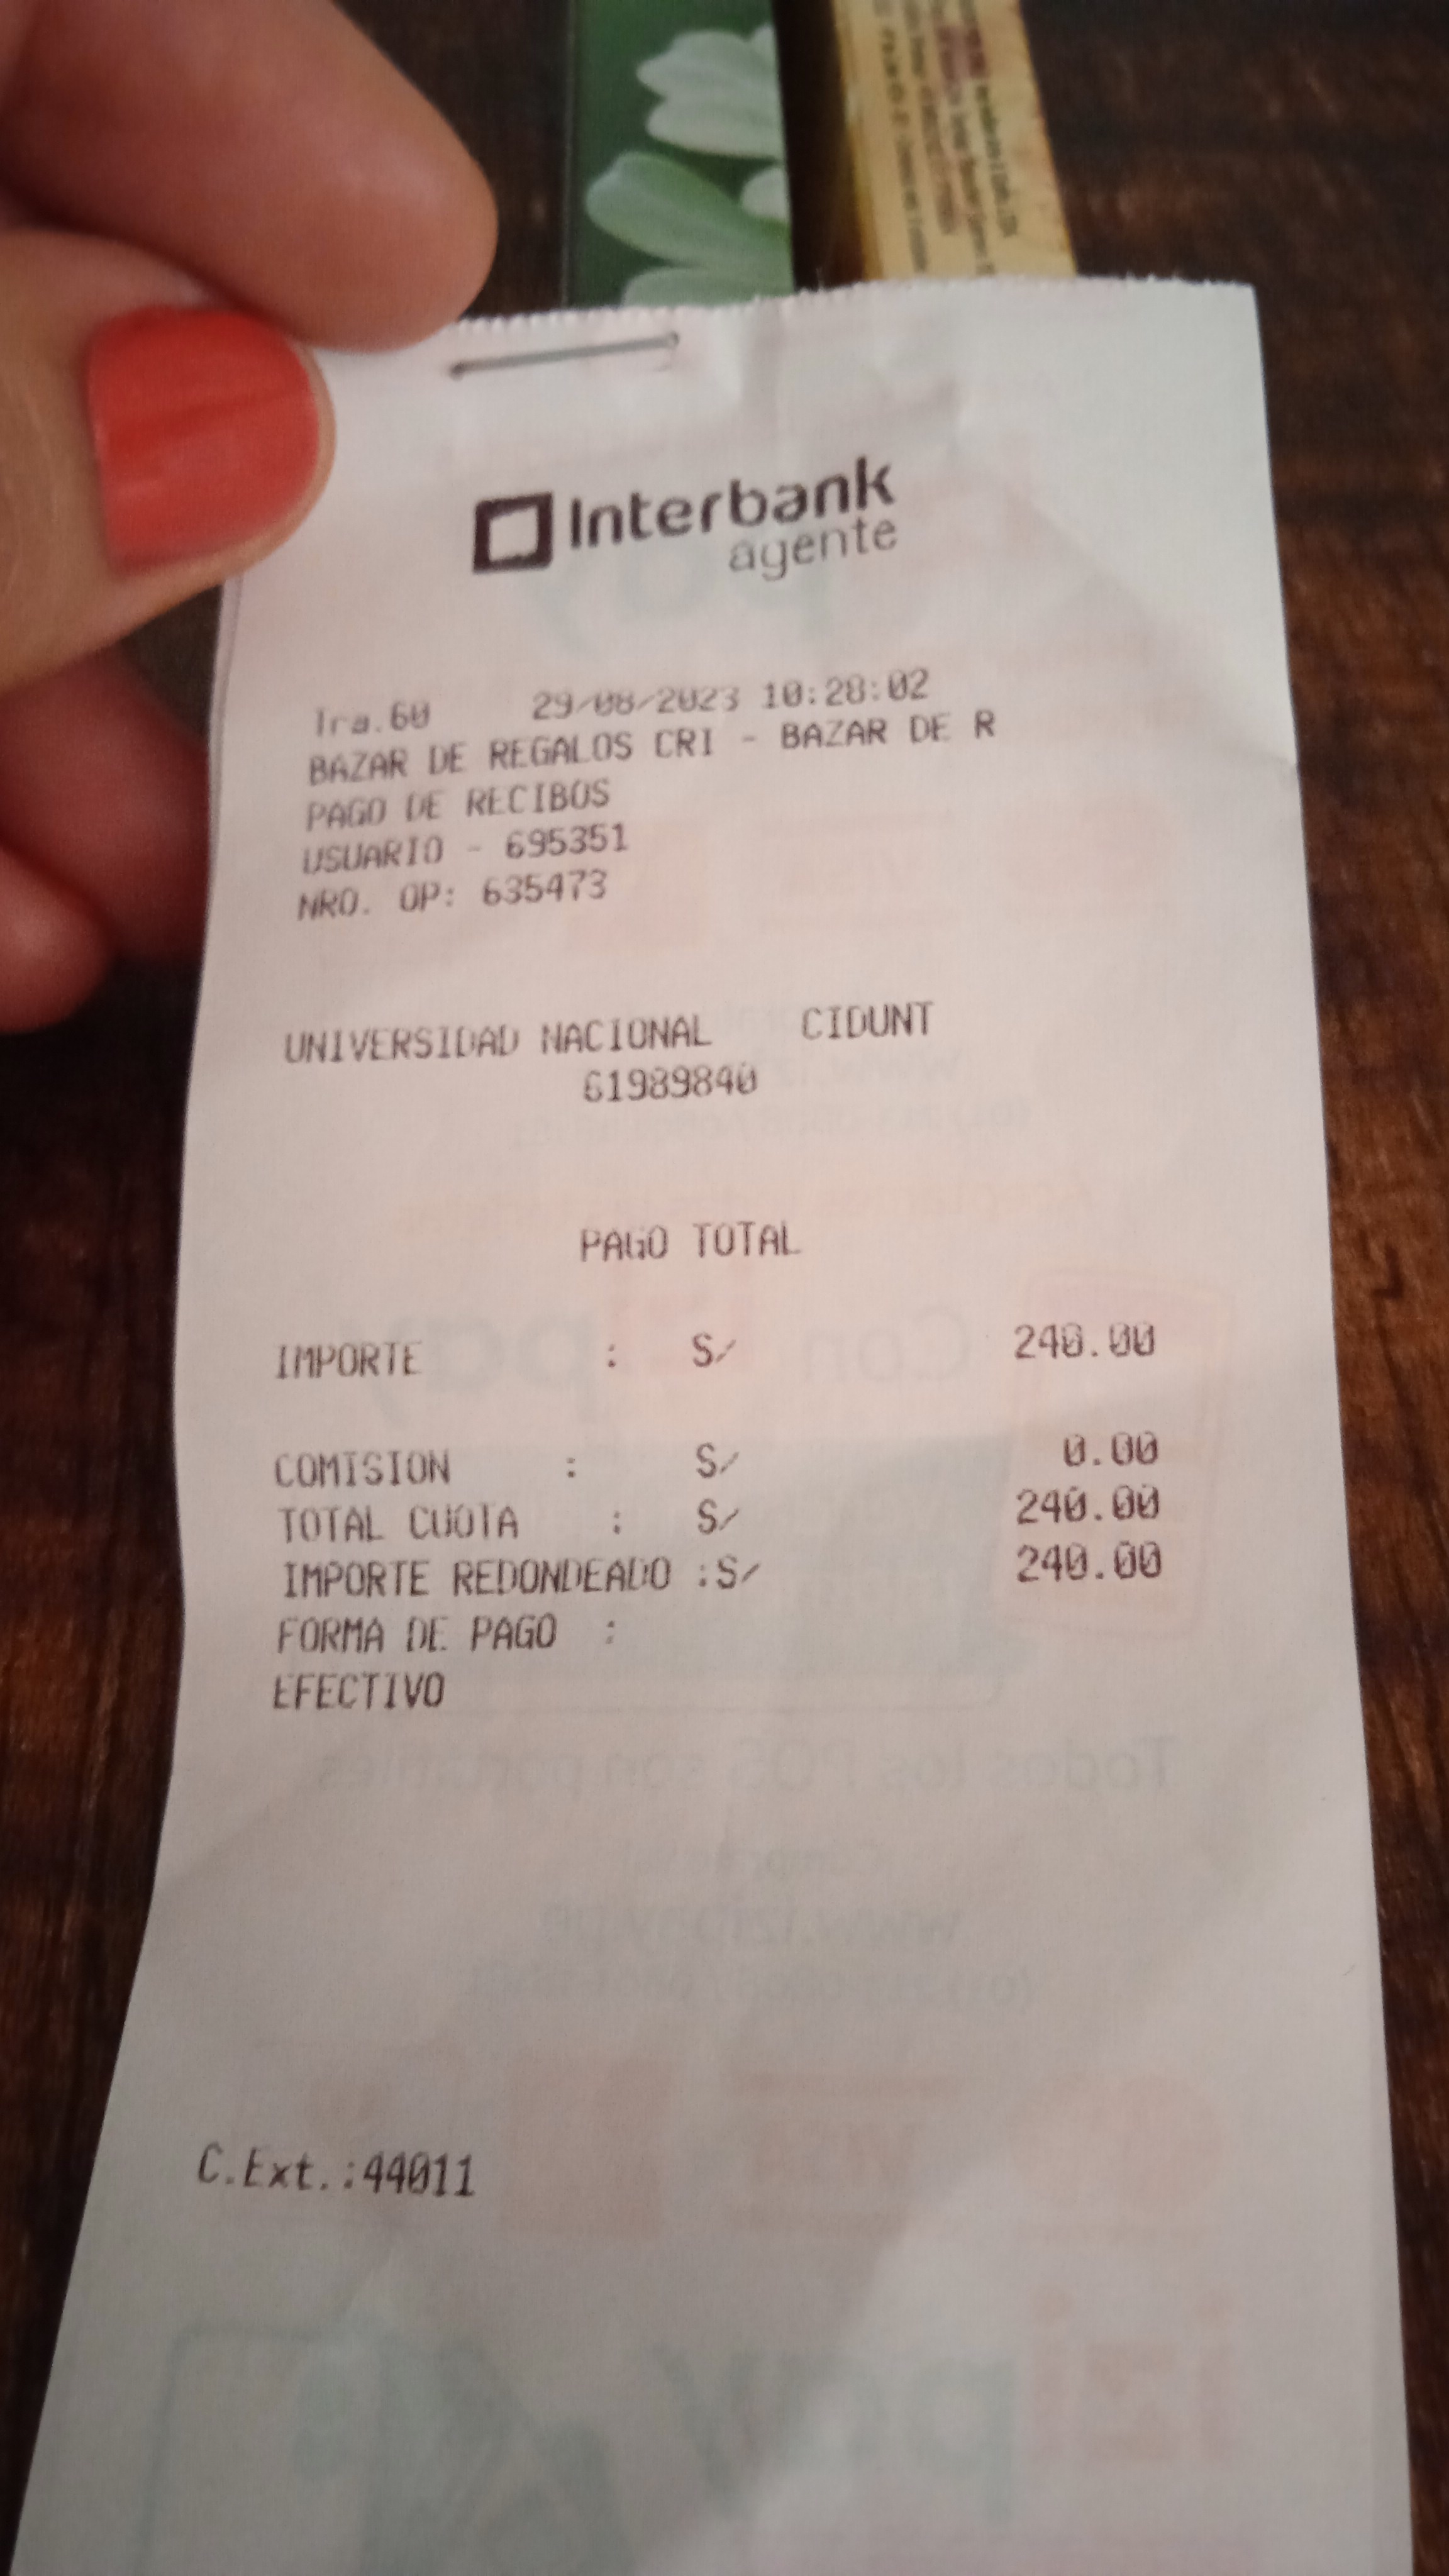 Interbank
agente
Tra.60 29/08/2023 10:28:02
BAZAR DE REGALOS CRI - BAZAR DE R
PAGO DE RECIBOS
USUARIO - 695351
NRO. OP: 635473
UNIVERSIDAD NACIONAL CIDUNT
61989840
PAGO TOTAL
IMPORTE : S/ 240.00
COMISION : S/ 0.00
TOTAL CUOTA : S/ 240.00
IMPORTE REDONDEADO :S/ 240.00
FORMA DE PAGO :
EFECTIVO
C.Ext.:44011